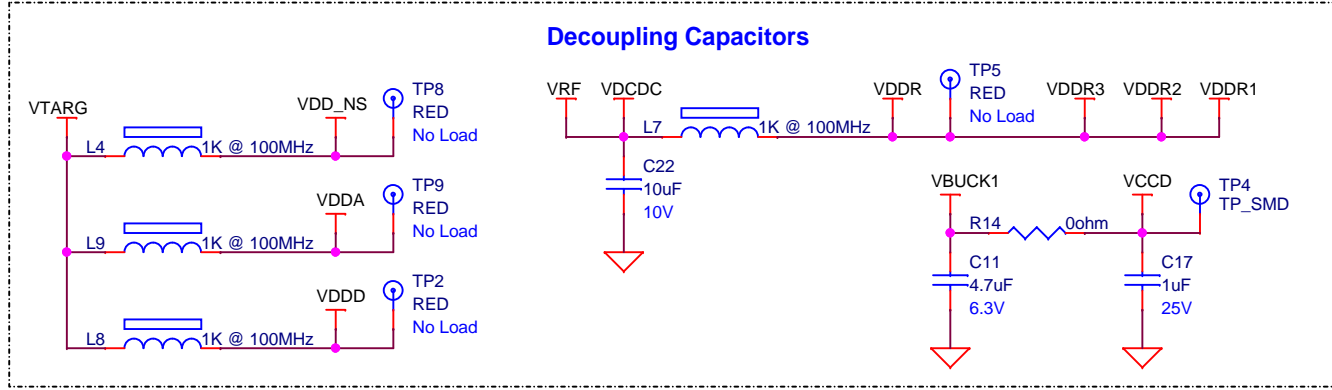 Decoupling Capacitors
VTARG
L4
1K @ 100MHz
VDD_NS
TP8
RED
No Load
L9
1K @ 100MHz
VDDA
TP9
RED
No Load
L8
1K @ 100MHz
VDDD
TP2
RED
No Load
VRF
VDCDC
L7
1K @ 100MHz
VDDR
TP5
RED
No Load
VDDR3
VDDR2
VDDR1
C22
10uF
10V
VBUCK1
R14
0ohm
VCCD
TP4
TP_SMD
C11
4.7uF
6.3V
C17
1uF
25V